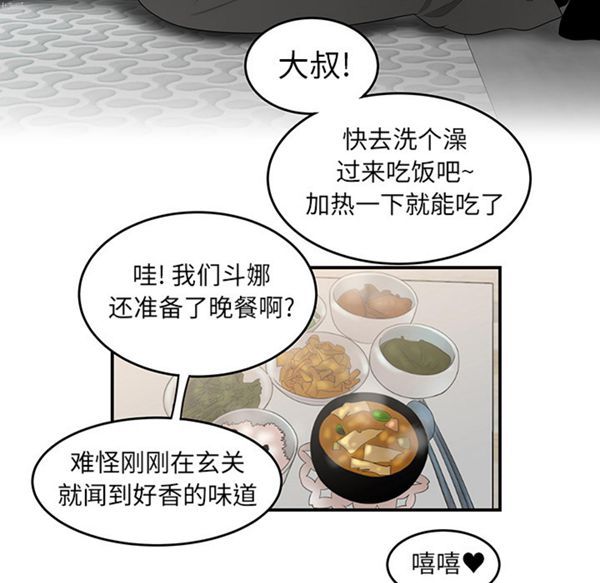 大叔!
快去洗个澡
过来吃饭吧~
加热一下就能吃了
哇! 我们斗娜
还准备了晚餐啊?
难怪刚刚在玄关
就闻到好香的味道
嘻嘻♥